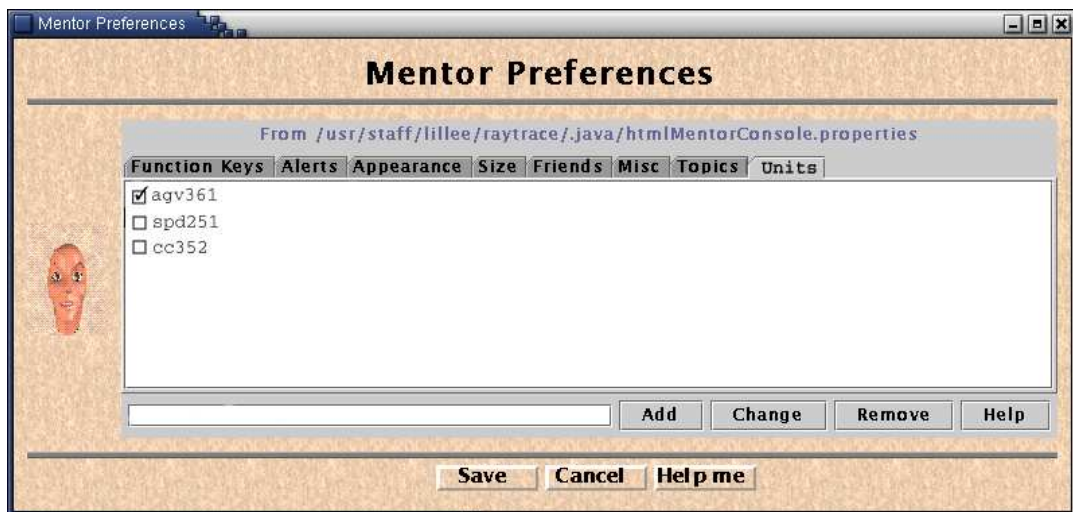 Mentor Preferences
Mentor Preferences
From /usr/staff/lillee/raytrace/.java/htmlMentorConsole.properties
Function Keys Alerts Appearance Size Friends Misc Topics Units
agv361
spd251
cc352
Add Change Remove Help
Save Cancel Help me